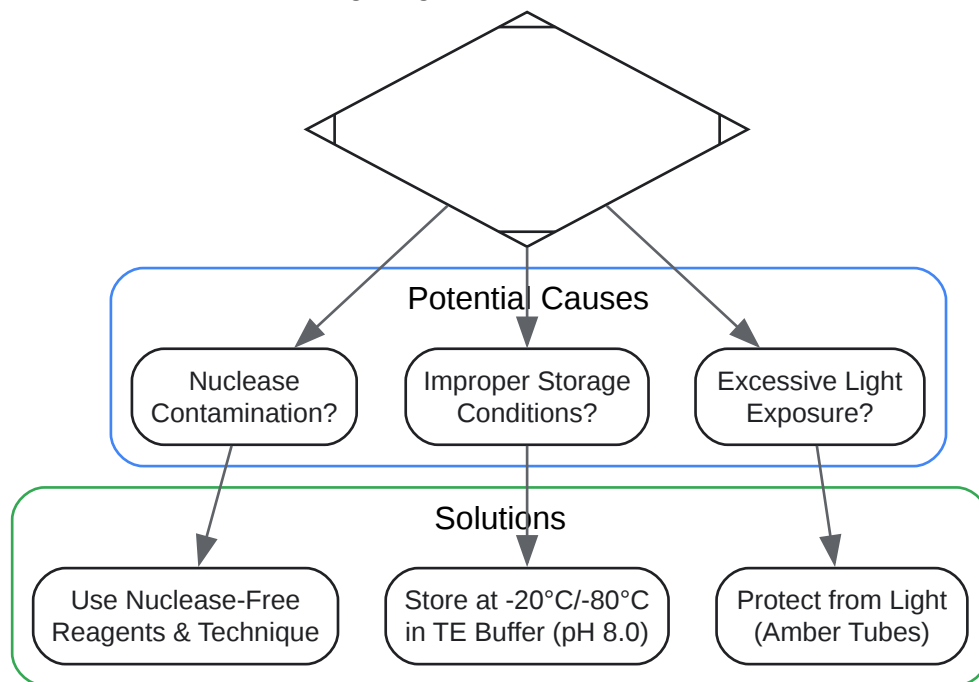 Potential Causes
Nuclease
Contamination?
Improper Storage
Conditions?
Excessive Light
Exposure?
Solutions
Use Nuclease-Free
Reagents & Technique
Store at -20°C/-80°C
in TE Buffer (pH 8.0)
Protect from Light
(Amber Tubes)